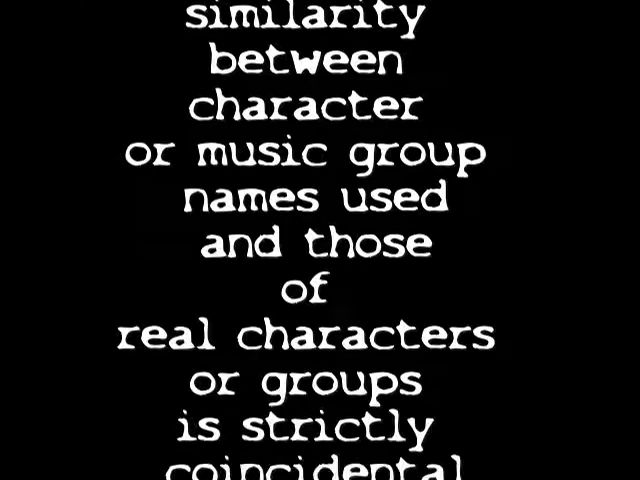 similarity
between
character
or music group
names used
and those
of
real characters
or groups
is strictly
coincidental